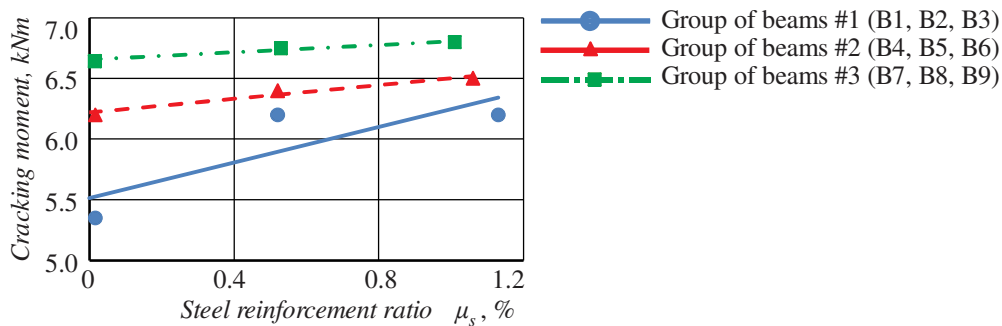 Cracking moment, kNm
7.0
6.5
6.0
5.5
5.0
0
0.4
0.8
1.2
Steel reinforcement ratio μs, %
Group of beams #1 (B1, B2, B3)
Group of beams #2 (B4, B5, B6)
Group of beams #3 (B7, B8, B9)